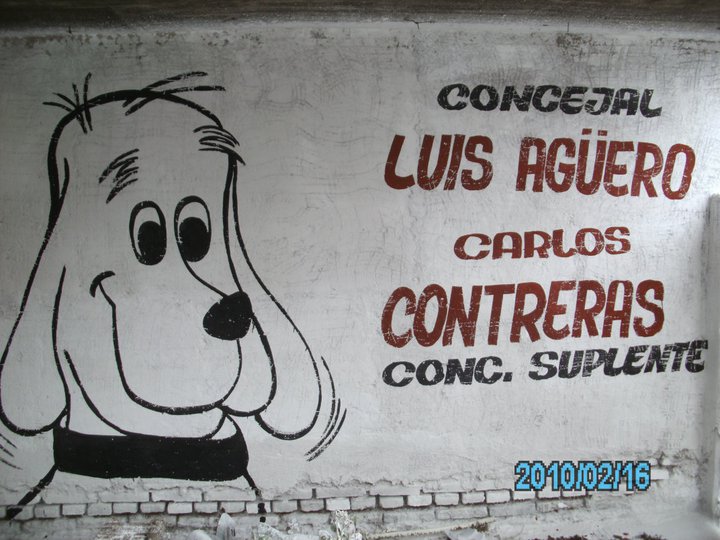 CONCEJAL
LUIS AGÜERO
CARLOS
CONTRERAS
CONC. SUPLENTE
2010/02/16